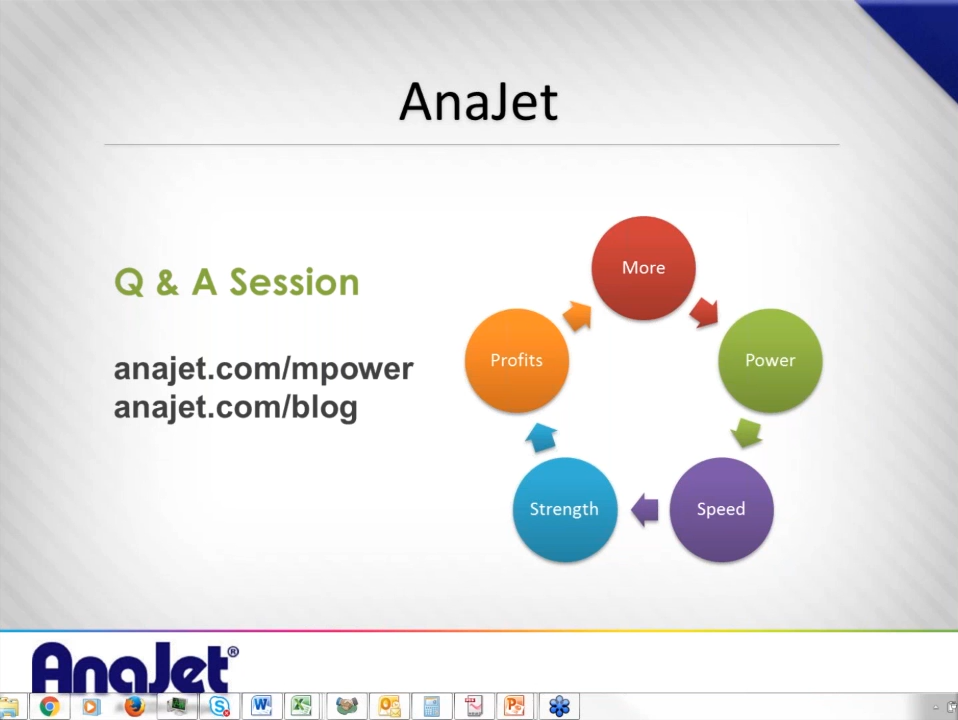 AnaJet
Q & A Session
anajet.com/mpower
anajet.com/blog
More
Profits
Power
Strength
Speed
AnaJet®